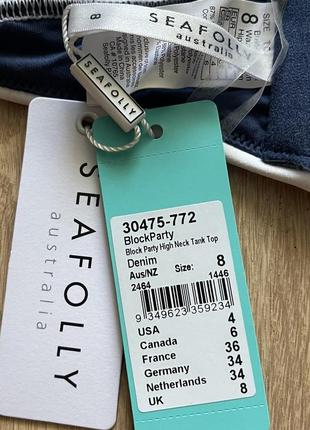 8
SEAFOLLY
australia
8
SEAFOLLY
SEAFOLLY
australia
30475-772
BlockParty
Block Party High Neck Tank Top
Denim
Aus/NZ Size: 8
2464 1446
9 349623 359234
USA 4
Canada 6
France 36
Germany 34
Netherlands 34
UK 8